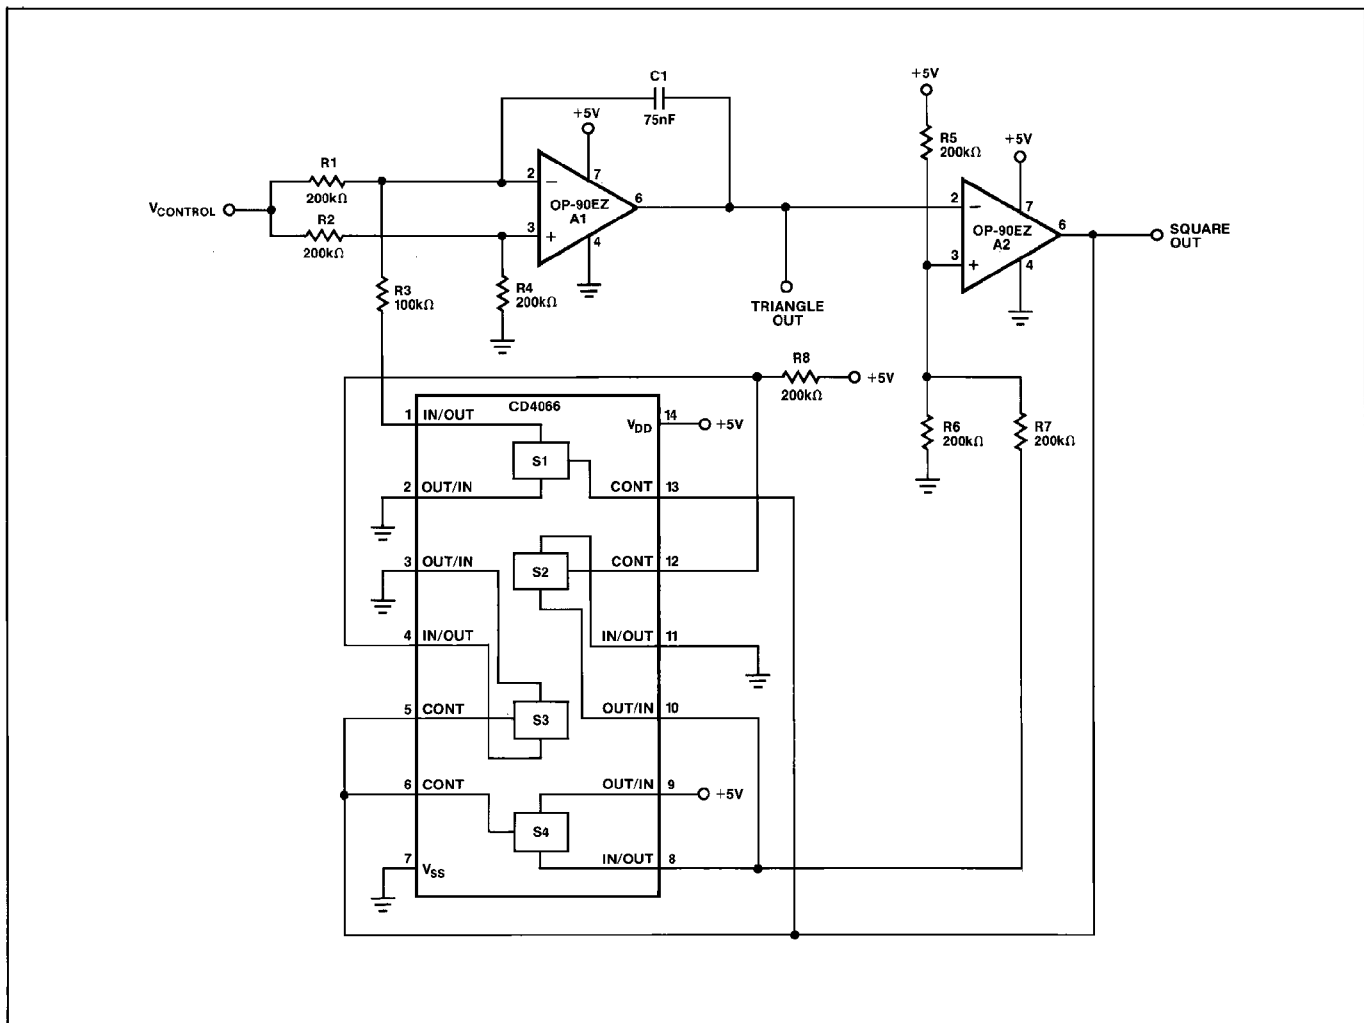 C1
75nF
+5V
+5V
+5V
R5
200kΩ
R1
200kΩ
R2
200kΩ
V_CONTROL
2
−
7
OP-90EZ
A1
6
3
+
4
2
−
7
OP-90EZ
A2
6
3
+
4
SQUARE
OUT
R3
100kΩ
R4
200kΩ
TRIANGLE
OUT
R8
200kΩ
+5V
R6
200kΩ
R7
200kΩ
CD4066
1 IN/OUT
V_DD 14 +5V
S1
2 OUT/IN
CONT 13
3 OUT/IN
S2
CONT 12
4 IN/OUT
IN/OUT 11
5 CONT
S3
OUT/IN 10
6 CONT
OUT/IN 9 +5V
S4
7 V_SS
IN/OUT 8